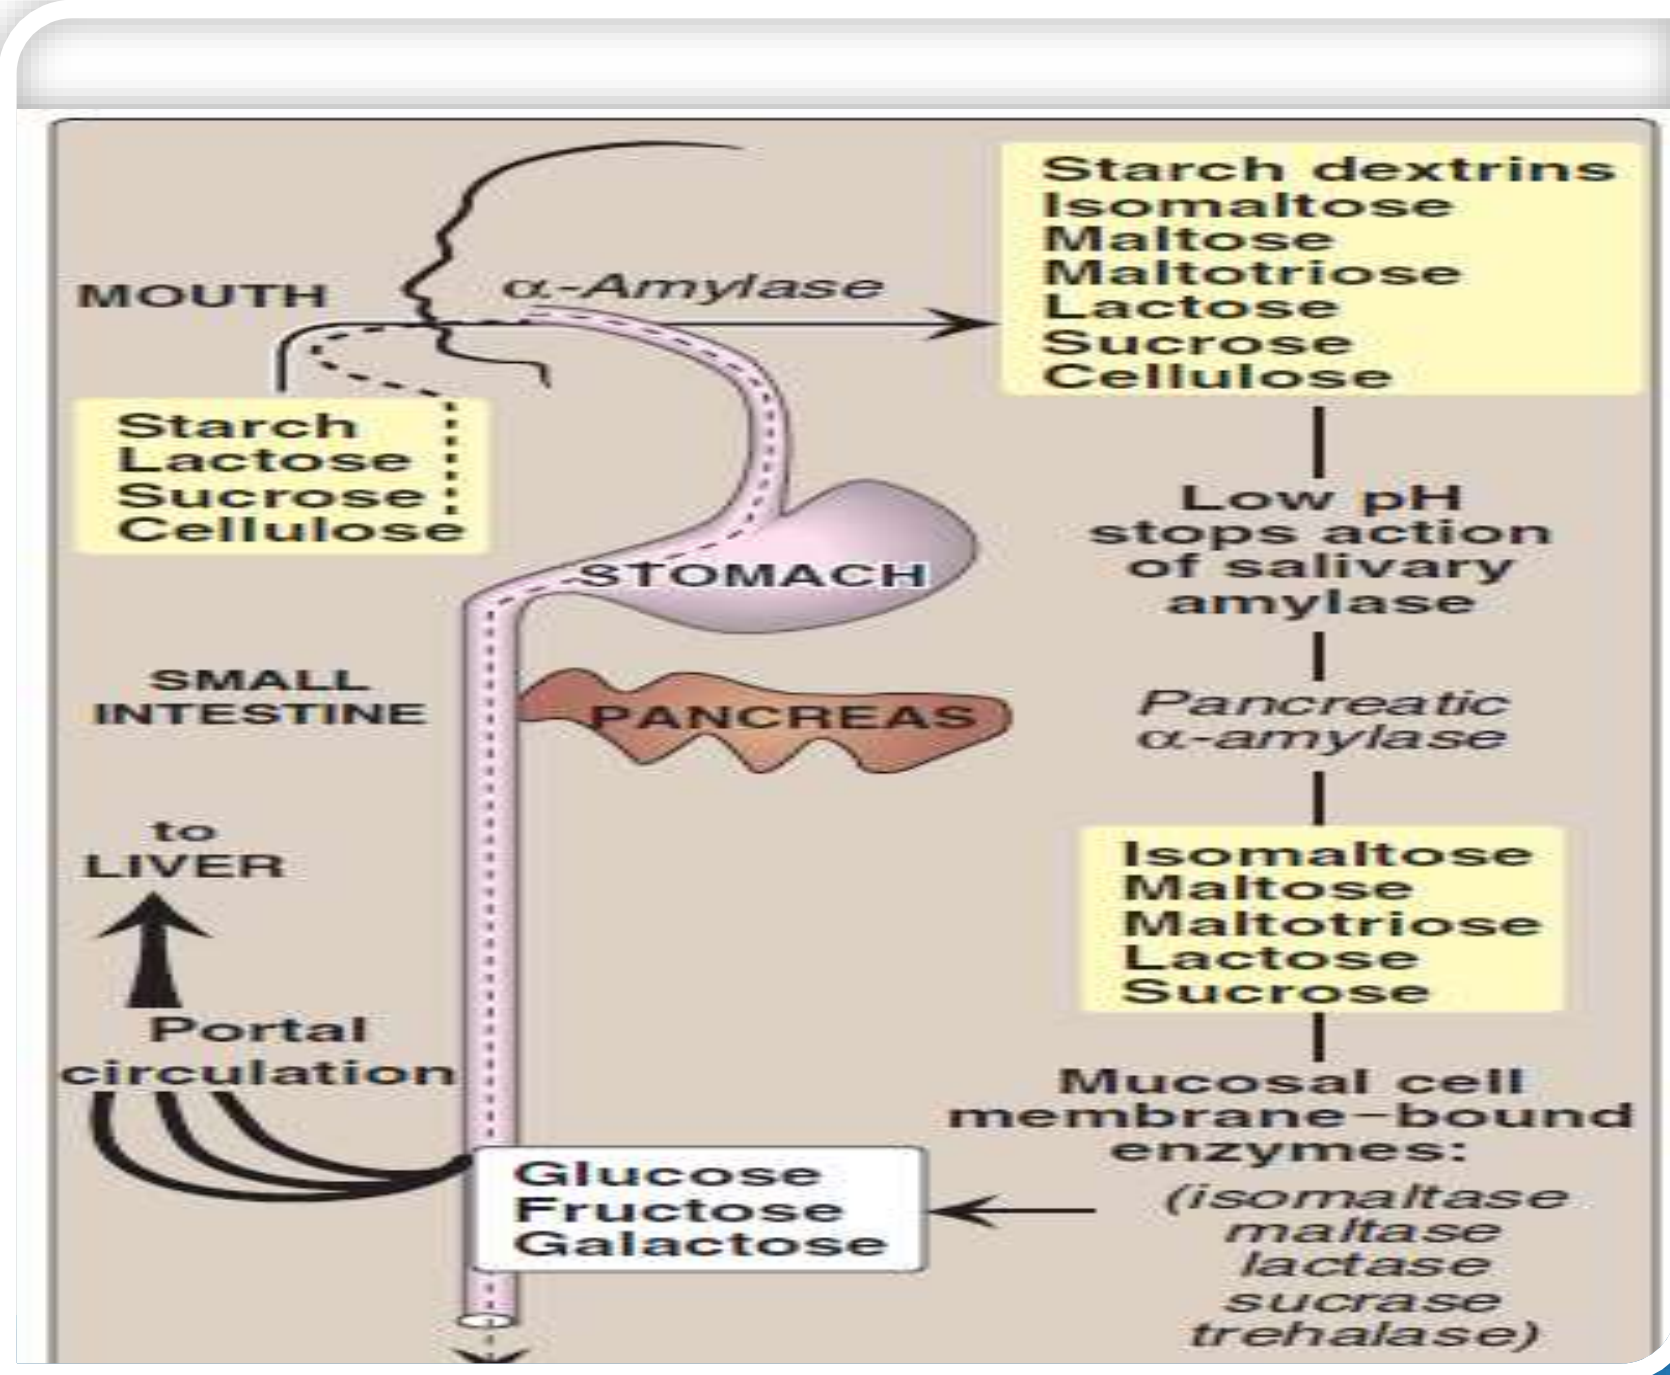 MOUTH
α-Amylase
Starch dextrins
Isomaltose
Maltose
Maltotriose
Lactose
Sucrose
Cellulose
Starch
Lactose
Sucrose
Cellulose
Low pH
stops action
of salivary
amylase
STOMACH
SMALL
INTESTINE
PANCREAS
Pancreatic
α-amylase
to
LIVER
Isomaltose
Maltose
Maltotriose
Lactose
Sucrose
Portal
circulation
Mucosal cell
membrane–bound
enzymes:
(isomaltase
maltase
lactase
sucrase
trehalase)
Glucose
Fructose
Galactose